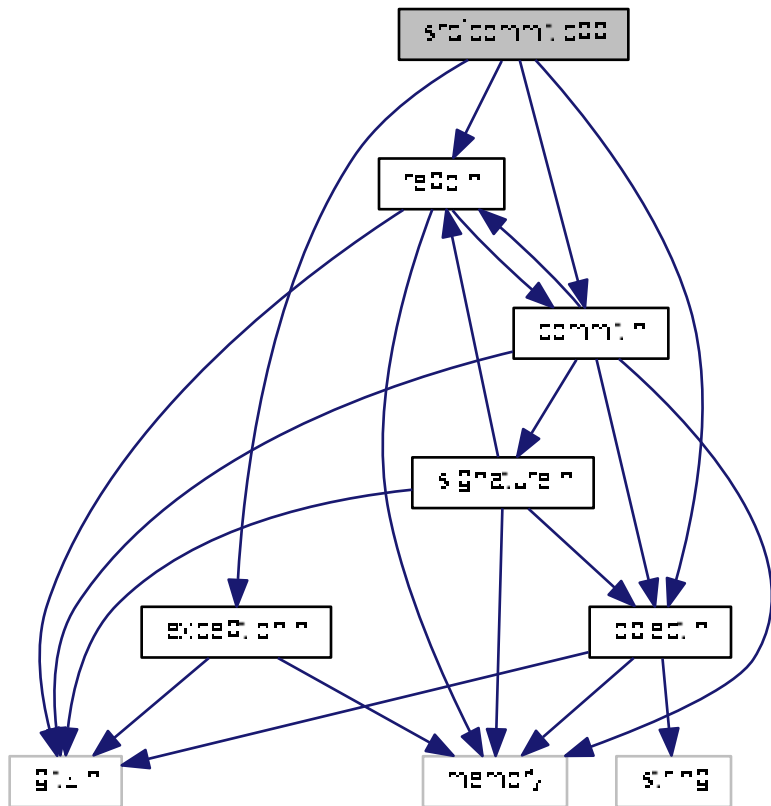 src/commit.cpp
repo.h
commit.h
signature.h
exception.h
object.h
git2.h
memory
string